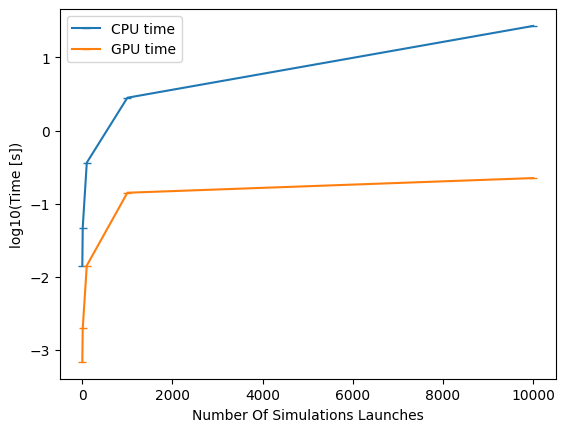 CPU time
GPU time
1
0
−1
−2
−3
log10(Time [s])
0
2000
4000
6000
8000
10000
Number Of Simulations Launches